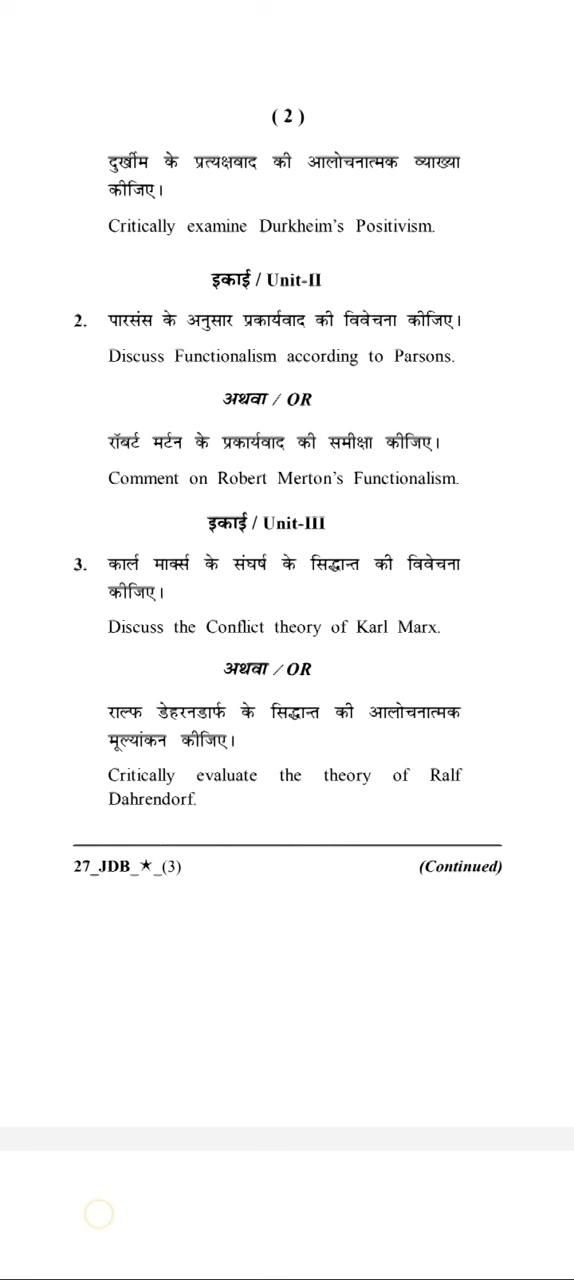 ( 2 )
दुर्खीम के प्रत्यक्षवाद की आलोचनात्मक व्याख्या
कीजिए।
Critically examine Durkheim's Positivism.
इकाई / Unit-II
2. पारसंस के अनुसार प्रकार्यवाद की विवेचना कीजिए।
Discuss Functionalism according to Parsons.
अथवा / OR
रॉबर्ट मर्टन के प्रकार्यवाद की समीक्षा कीजिए।
Comment on Robert Merton's Functionalism.
इकाई / Unit-III
3. कार्ल मार्क्स के संघर्ष के सिद्धान्त की विवेचना
कीजिए।
Discuss the Conflict theory of Karl Marx.
अथवा / OR
राल्फ डेहरनडार्फ के सिद्धान्त की आलोचनात्मक
मूल्यांकन कीजिए।
Critically evaluate the theory of Ralf
Dahrendorf.
27_JDB_★_(3) (Continued)